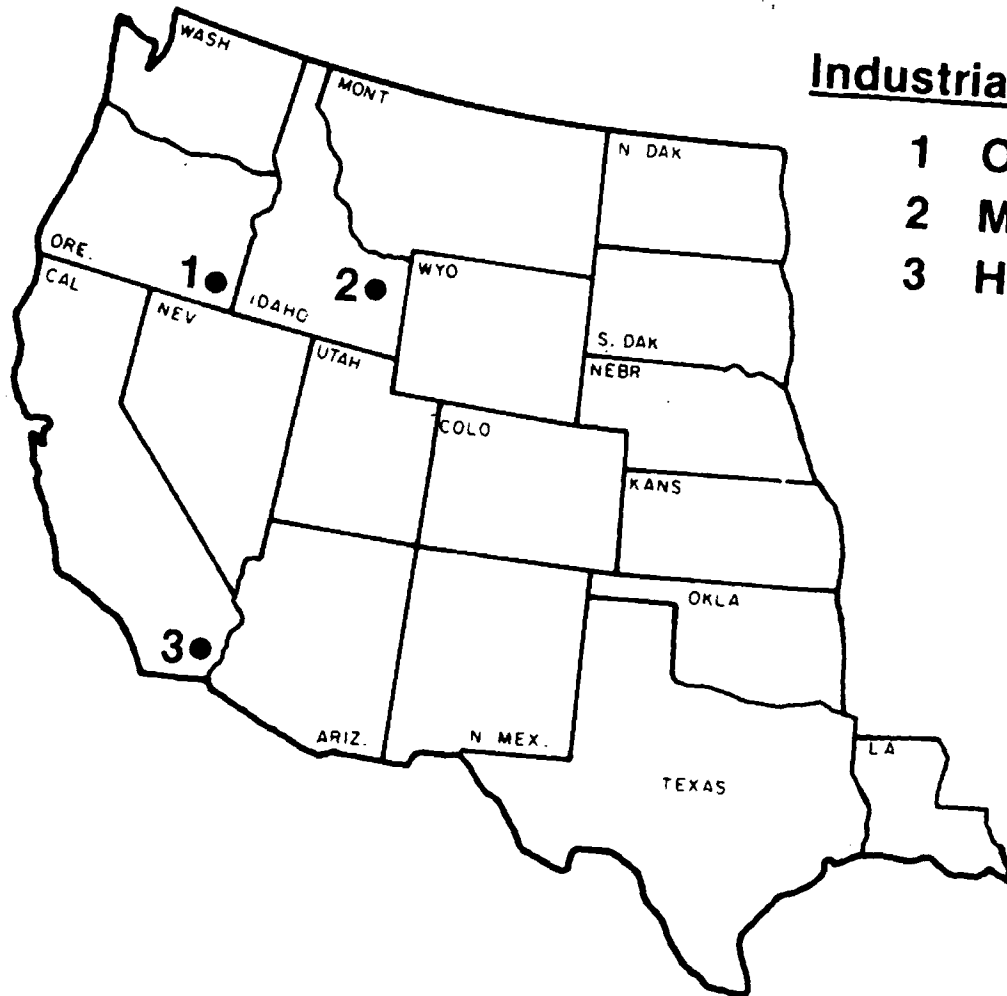 WASH
MONT
Industria
1 O
2 M
3 H
N DAK
ORE.
CAL
1
IDAHO
2
WYO
NEV
UTAH
S. DAK
NEBR
COLO
KANS
OKLA
3
ARIZ.
N MEX.
TEXAS
LA